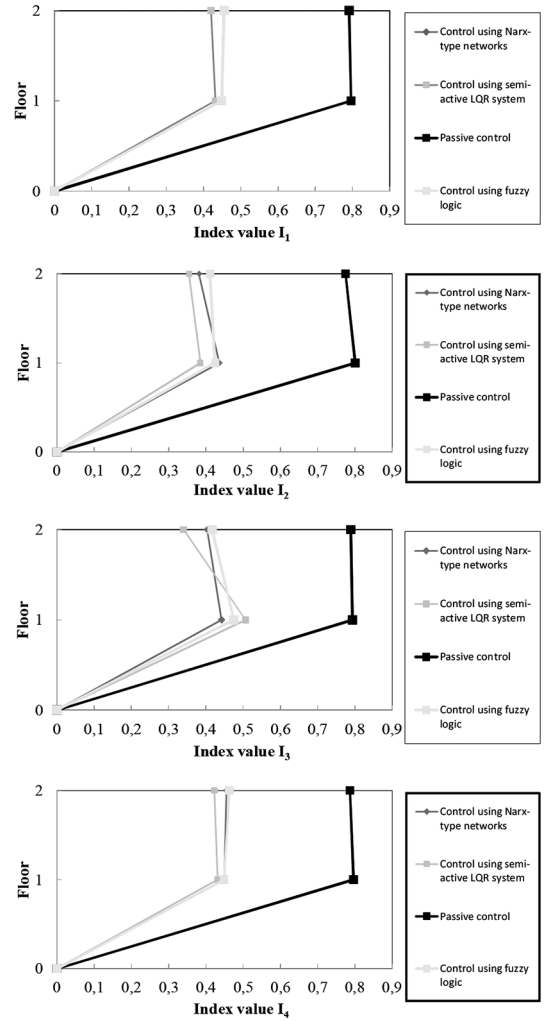 2
1
0
Floor
0 0,1 0,2 0,3 0,4 0,5 0,6 0,7 0,8 0,9
Index value I1
Control using Narx-
type networks
Control using semi-
active LQR system
Passive control
Control using fuzzy
logic
2
1
0
Floor
0 0,1 0,2 0,3 0,4 0,5 0,6 0,7 0,8 0,9
Index value I2
Control using Narx-
type networks
Control using semi-
active LQR system
Passive control
Control using fuzzy
logic
2
1
0
Floor
0 0,1 0,2 0,3 0,4 0,5 0,6 0,7 0,8 0,9
Index value I3
Control using Narx-
type networks
Control using semi-
active LQR system
Passive control
Control using fuzzy
logic
2
1
0
Floor
0 0,1 0,2 0,3 0,4 0,5 0,6 0,7 0,8 0,9
Index value I4
Control using Narx-
type networks
Control using semi-
active LQR system
Passive control
Control using fuzzy
logic